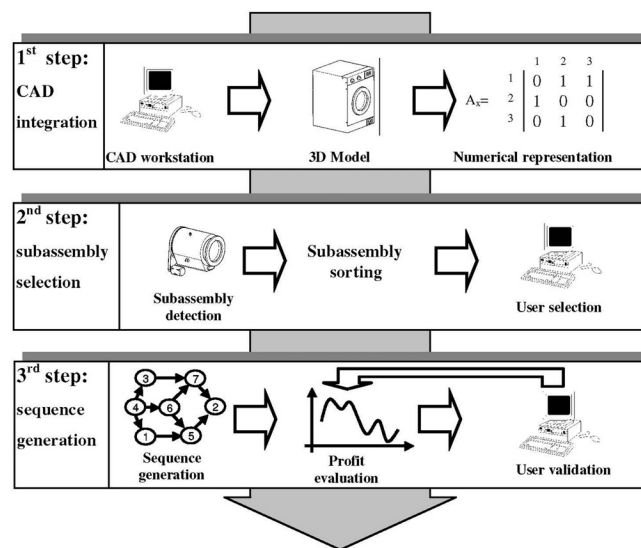 1st step:
CAD
integration
CAD workstation
3D Model
1 2 3
1 0 1 1
Ax= 2 1 0 0
3 0 1 0
Numerical representation
2nd step:
subassembly
selection
Subassembly
detection
Subassembly
sorting
User selection
3rd step:
sequence
generation
3 7
4 6 2
1 5
Sequence
generation
Profit
evaluation
User validation